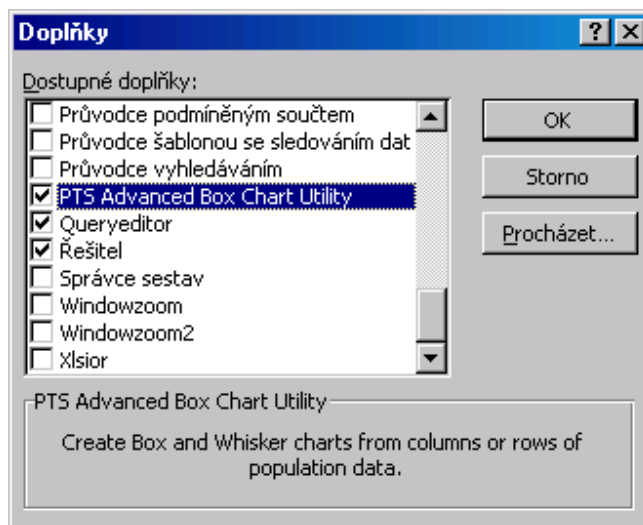 Doplňky
Dostupné doplňky:
Průvodce podmíněným součtem
Průvodce šablonou se sledováním dat
Průvodce vyhledáváním
PTS Advanced Box Chart Utility
Queryeditor
Řešitel
Správce sestav
Windowzoom
Windowzoom2
Xlsior
OK
Storno
Procházet...
PTS Advanced Box Chart Utility
Create Box and Whisker charts from columns or rows of
population data.